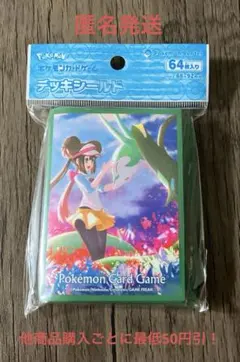 匿名発送
Pokémon
ポケモンカードゲーム
デッキシールド
64枚入り
Pokémon Card Game
他商品購入ごとに最低50円引！